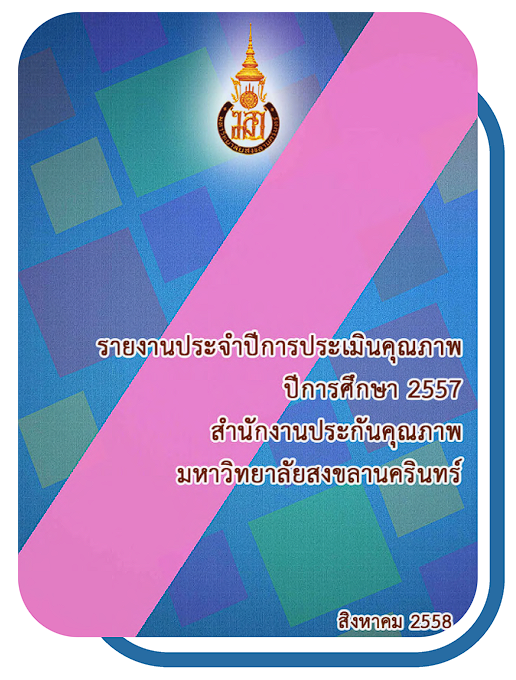 รายงานประจำปีการประเมินคุณภาพ
ปีการศึกษา 2557
สำนักงานประกันคุณภาพ
มหาวิทยาลัยสงขลานครินทร์
สิงหาคม 2558